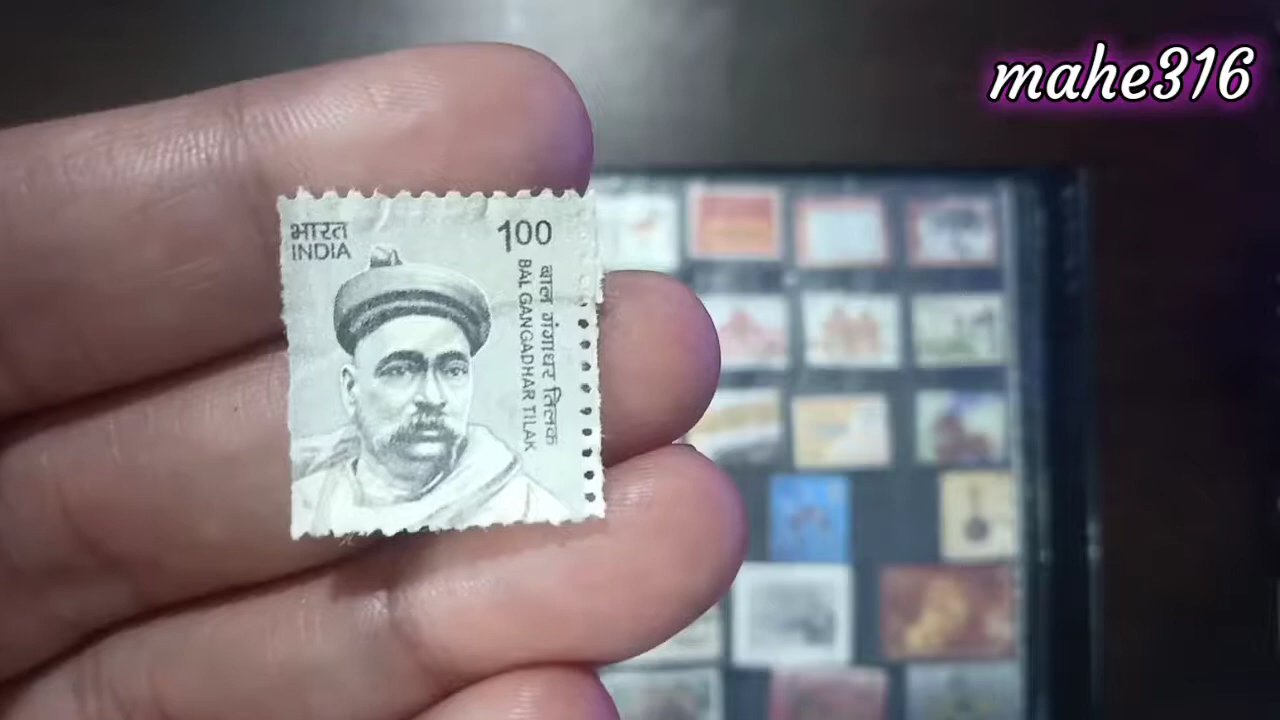 mahe316
भारत
INDIA
100
बाल गंगाधर तिलक
BAL GANGADHAR TILAK